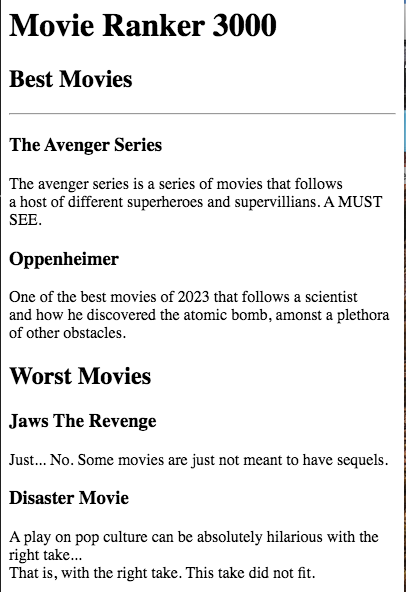 Movie Ranker 3000
Best Movies
The Avenger Series
The avenger series is a series of movies that follows
a host of different superheroes and supervillians. A MUST
SEE.
Oppenheimer
One of the best movies of 2023 that follows a scientist
and how he discovered the atomic bomb, amonst a plethora
of other obstacles.
Worst Movies
Jaws The Revenge
Just... No. Some movies are just not meant to have sequels.
Disaster Movie
A play on pop culture can be absolutely hilarious with the
right take...
That is, with the right take. This take did not fit.